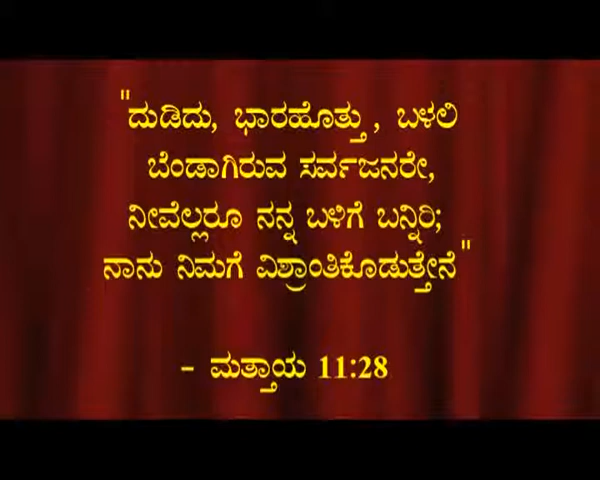 "ದುಡಿದು, ಭಾರಹೊತ್ತು , ಬಳಲಿ
ಬೆಂಡಾಗಿರುವ ಸರ್ವಜನರೇ,
ನೀವೆಲ್ಲರೂ ನನ್ನ ಬಳಿಗೆ ಬನ್ನಿರಿ;
ನಾನು ನಿಮಗೆ ವಿಶ್ರಾಂತಿಕೊಡುತ್ತೇನೆ"
- ಮತ್ತಾಯ 11:28